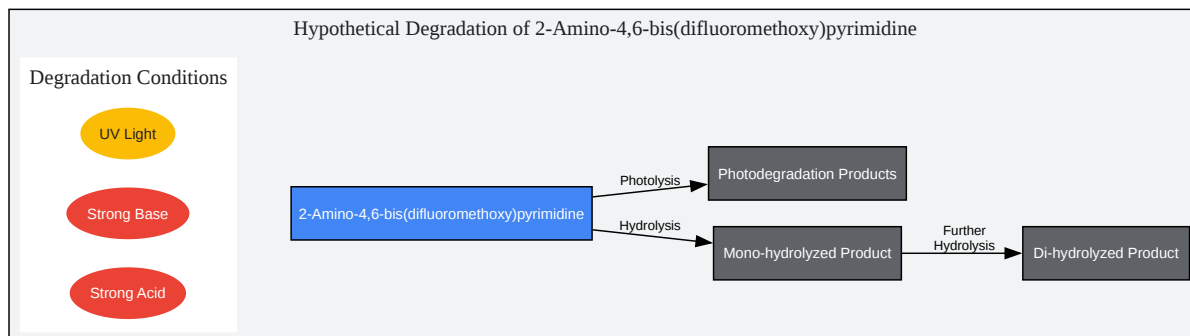 Hypothetical Degradation of 2-Amino-4,6-bis(difluoromethoxy)pyrimidine
Degradation Conditions
UV Light
Strong Base
Strong Acid
2-Amino-4,6-bis(difluoromethoxy)pyrimidine
Photolysis
Photodegradation Products
Hydrolysis
Mono-hydrolyzed Product
Further
Hydrolysis
Di-hydrolyzed Product